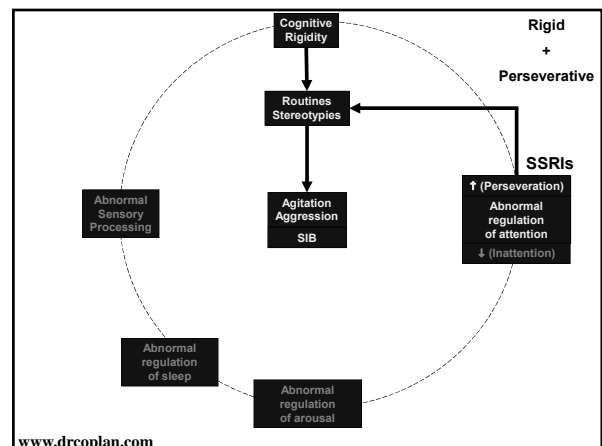 Cognitive
Rigidity
Rigid
+
Perseverative
Routines
Stereotypies
SSRIs
↑ (Perseveration)
Abnormal
regulation
of attention
↓ (Inattention)
Abnormal
Sensory
Processing
Agitation
Aggression
SIB
Abnormal
regulation
of sleep
Abnormal
regulation
of arousal
www.drcoplan.com